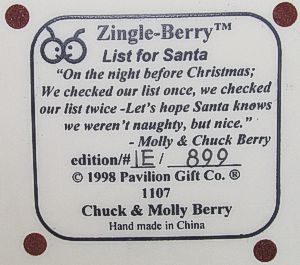 Zingle-Berry™
List for Santa
"On the night before Christmas;
We checked our list once, we checked
our list twice -Let's hope Santa knows
we weren't naughty, but nice."
- Molly & Chuck Berry
edition/# 1E / 899
© 1998 Pavilion Gift Co. ®
1107
Chuck & Molly Berry
Hand made in China